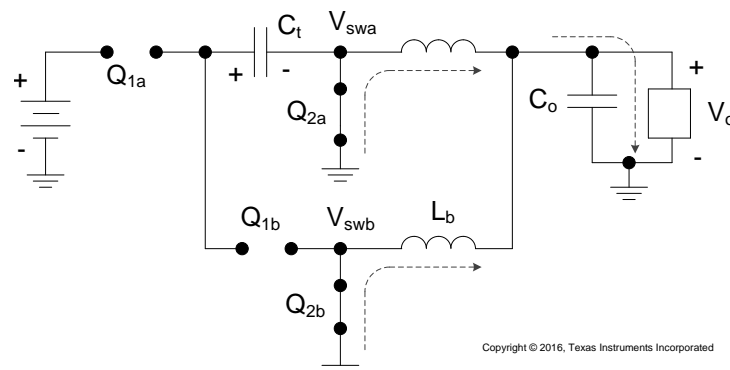 Ct
Vswa
+
Q1a
+
-
+
Q2a
Co
Vo
-
-
Q1b
Vswb
Lb
Q2b
Copyright © 2016, Texas Instruments Incorporated